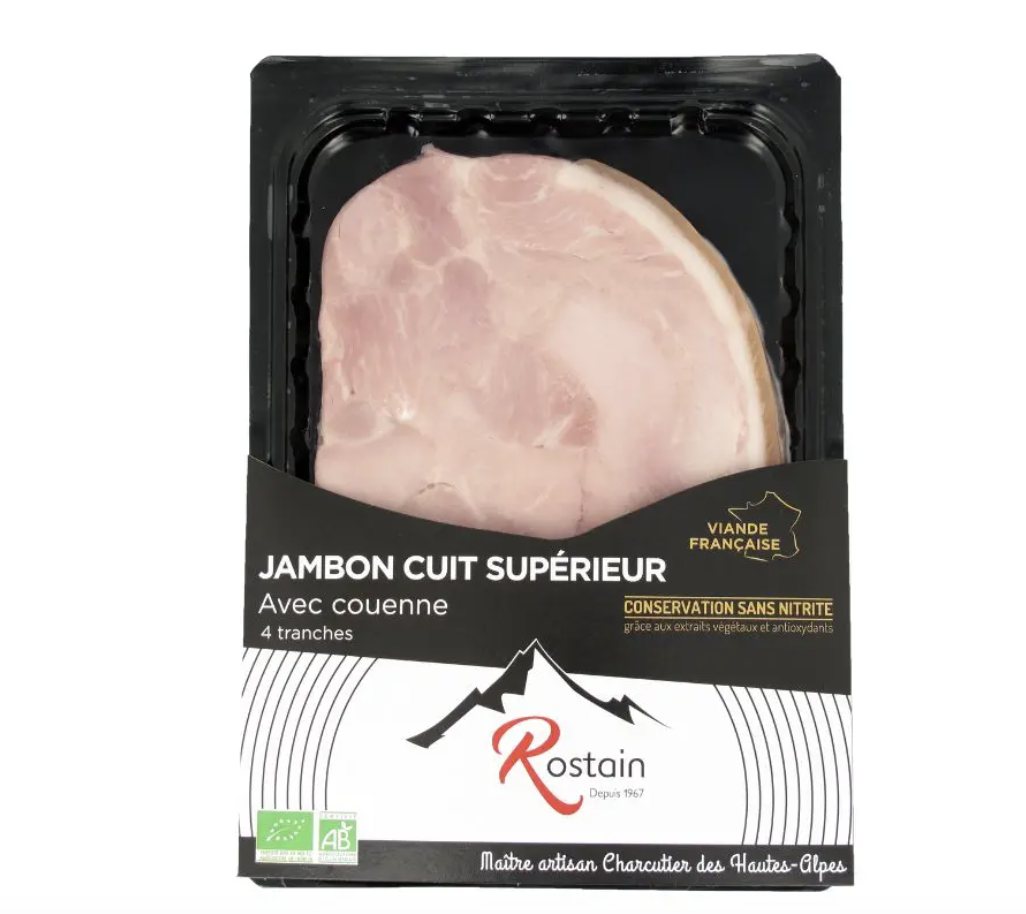 VIANDE
FRANÇAISE
JAMBON CUIT SUPÉRIEUR
Avec couenne
4 tranches
CONSERVATION SANS NITRITE
grâce aux extraits végétaux et antioxydants
Rostain
Depuis 1967
CERTIFIÉ
AB
Maître artisan Charcutier des Hautes-Alpes